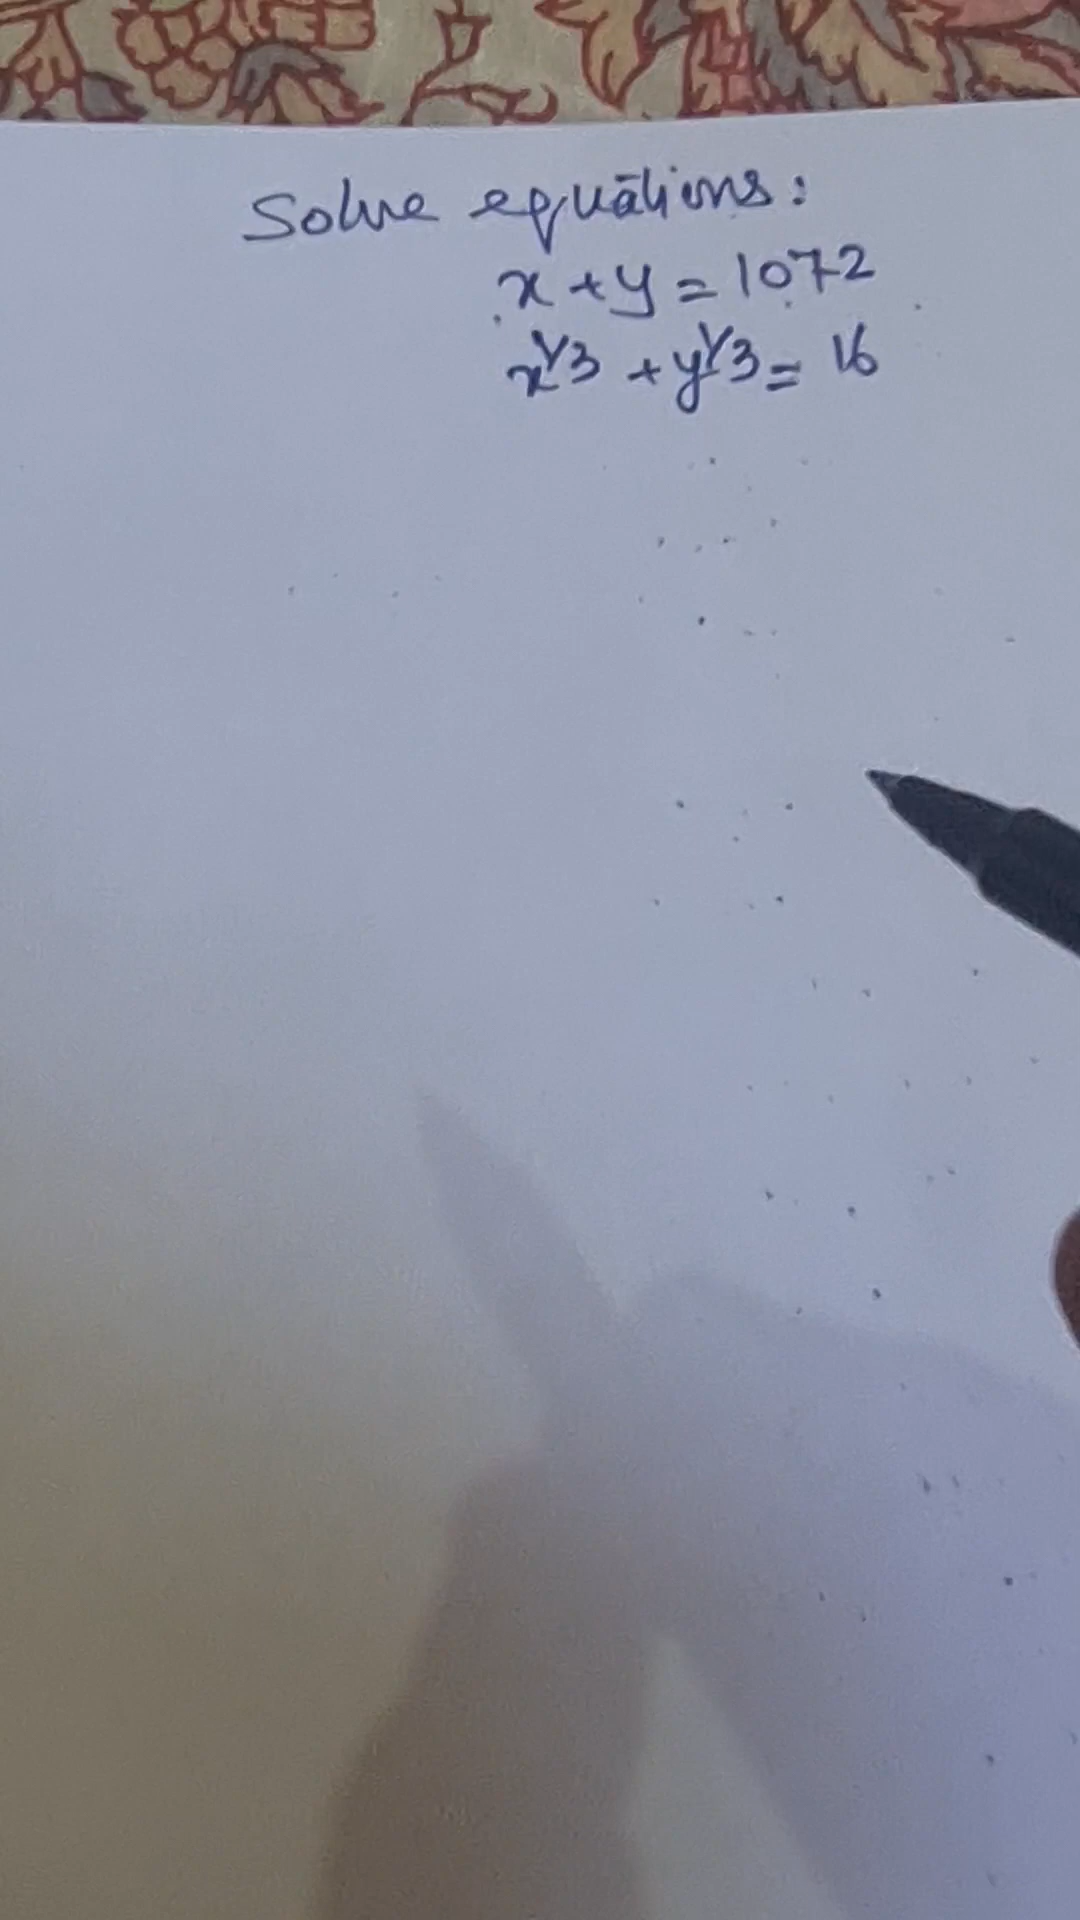 Solve equations:
x + y = 1072
x^1/3 + y^1/3 = 16